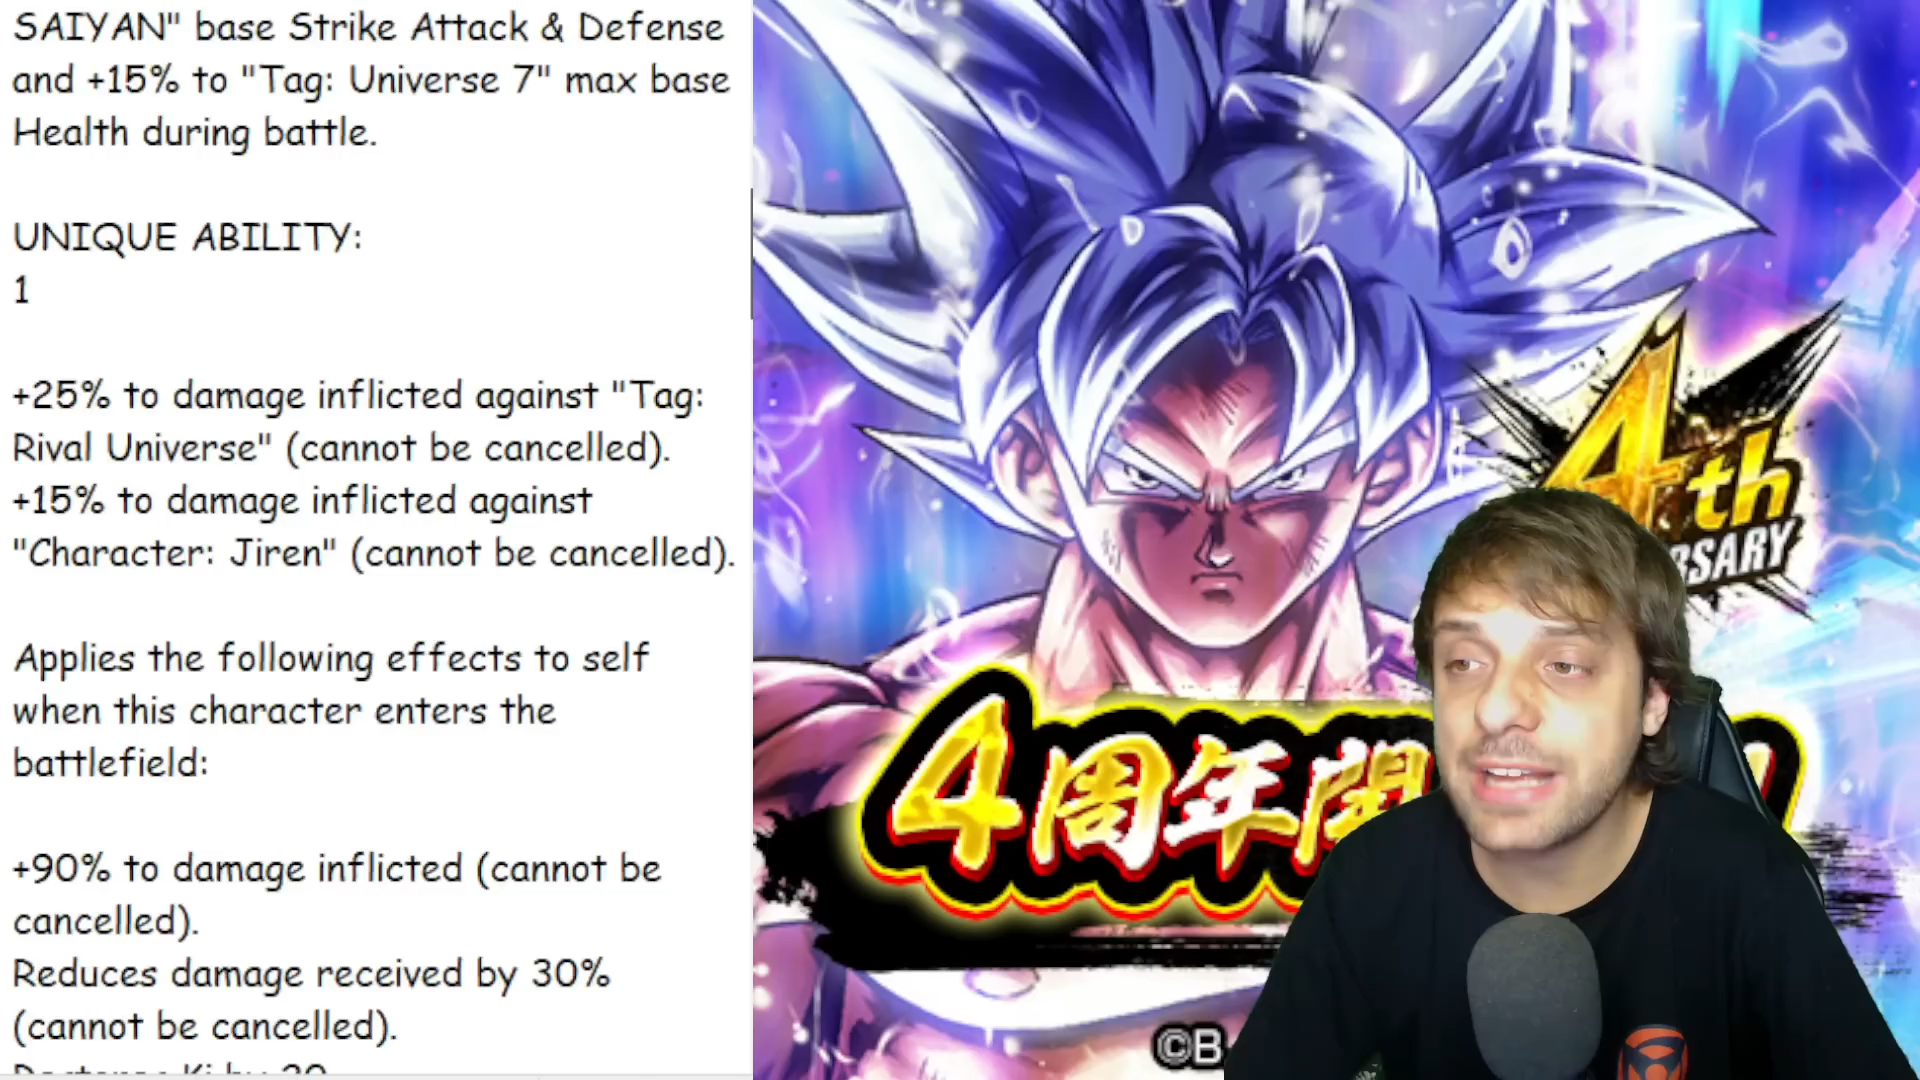 SAIYAN" base Strike Attack & Defense
and +15% to "Tag: Universe 7" max base
Health during battle.
UNIQUE ABILITY:
1
+25% to damage inflicted against "Tag:
Rival Universe" (cannot be cancelled).
+15% to damage inflicted against
"Character: Jiren" (cannot be cancelled).
Applies the following effects to self
when this character enters the
battlefield:
+90% to damage inflicted (cannot be
cancelled).
Reduces damage received by 30%
(cannot be cancelled).
4th
4周年開
©B